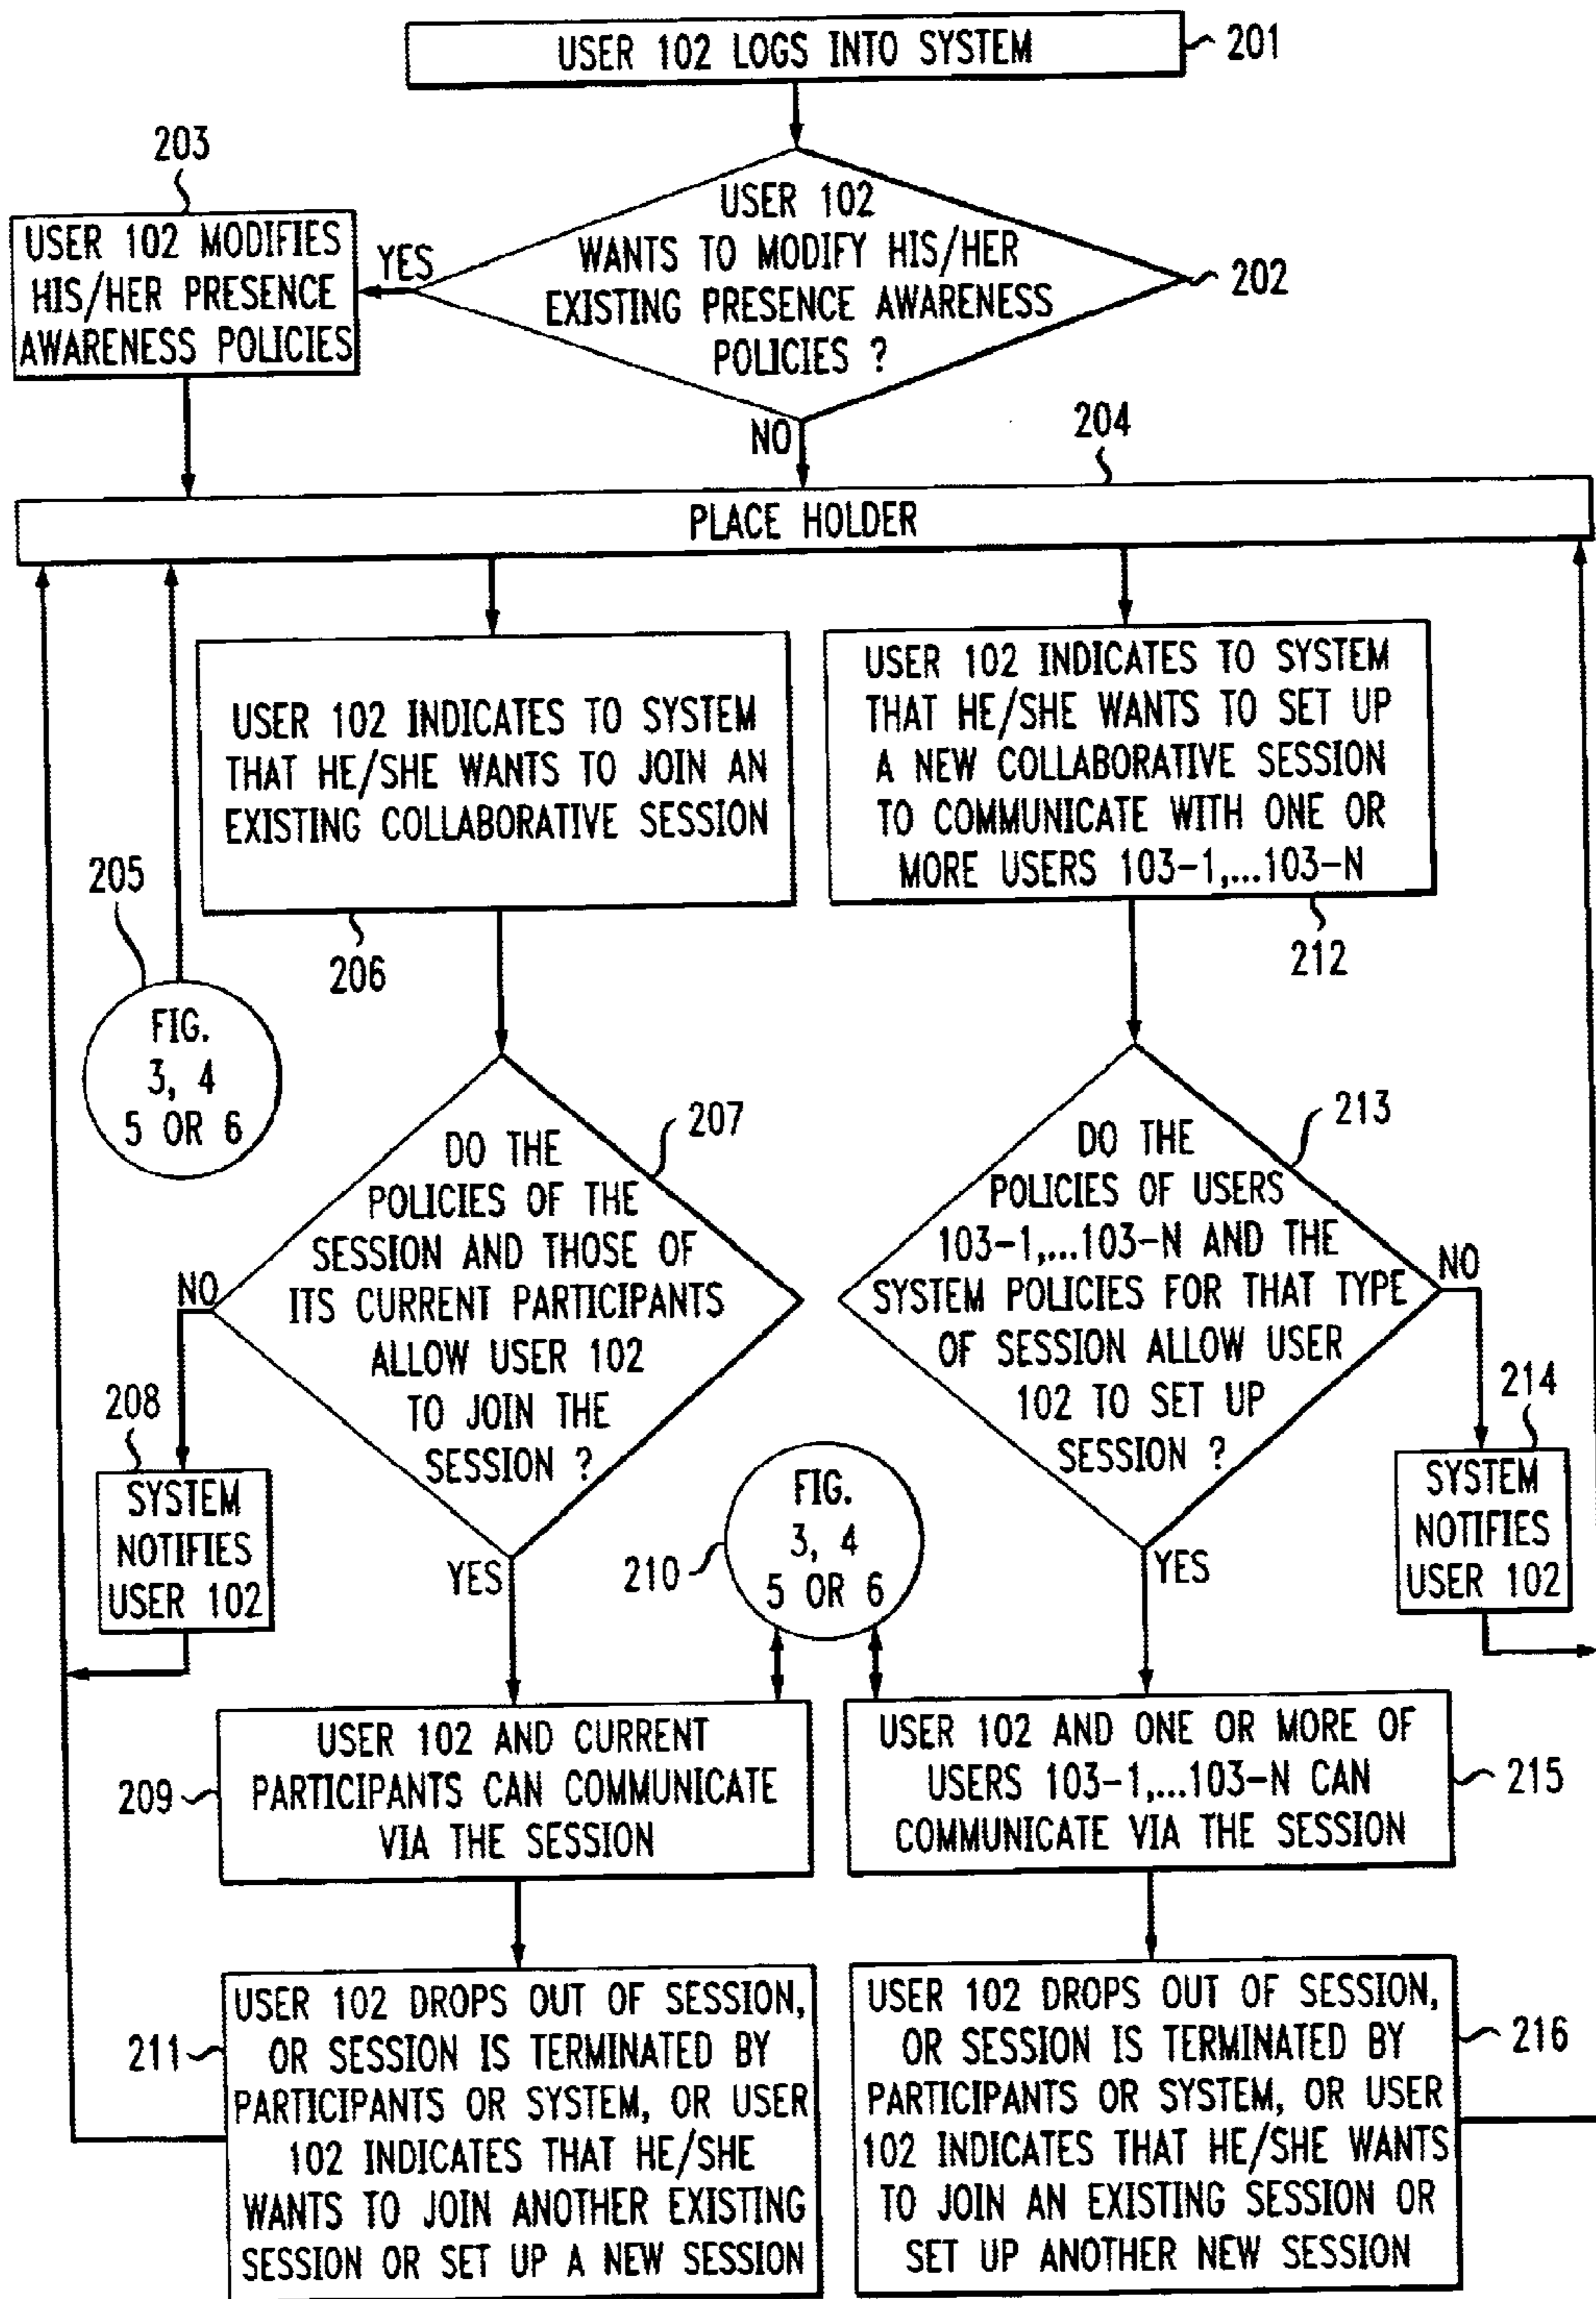 USER 102 LOGS INTO SYSTEM
201
203
USER 102 MODIFIES
HIS/HER PRESENCE
AWARENESS POLICIES
YES
USER 102
WANTS TO MODIFY HIS/HER
EXISTING PRESENCE AWARENESS
POLICIES ?
202
NO
204
PLACE HOLDER
USER 102 INDICATES TO SYSTEM
THAT HE/SHE WANTS TO JOIN AN
EXISTING COLLABORATIVE SESSION
206
USER 102 INDICATES TO SYSTEM
THAT HE/SHE WANTS TO SET UP
A NEW COLLABORATIVE SESSION
TO COMMUNICATE WITH ONE OR
MORE USERS 103-1,...103-N
212
205
FIG.
3, 4
5 OR 6
207
DO THE
POLICIES OF THE
SESSION AND THOSE OF
ITS CURRENT PARTICIPANTS
ALLOW USER 102
TO JOIN THE
SESSION ?
NO
YES
213
DO THE
POLICIES OF USERS
103-1,...103-N AND THE
SYSTEM POLICIES FOR THAT TYPE
OF SESSION ALLOW USER
102 TO SET UP
SESSION ?
NO
YES
208
SYSTEM
NOTIFIES
USER 102
210
FIG.
3, 4
5 OR 6
214
SYSTEM
NOTIFIES
USER 102
209
USER 102 AND CURRENT
PARTICIPANTS CAN COMMUNICATE
VIA THE SESSION
USER 102 AND ONE OR MORE OF
USERS 103-1,...103-N CAN
COMMUNICATE VIA THE SESSION
215
211
USER 102 DROPS OUT OF SESSION,
OR SESSION IS TERMINATED BY
PARTICIPANTS OR SYSTEM, OR USER
102 INDICATES THAT HE/SHE
WANTS TO JOIN ANOTHER EXISTING
SESSION OR SET UP A NEW SESSION
USER 102 DROPS OUT OF SESSION,
OR SESSION IS TERMINATED BY
PARTICIPANTS OR SYSTEM, OR USER
102 INDICATES THAT HE/SHE WANTS
TO JOIN AN EXISTING SESSION OR
SET UP ANOTHER NEW SESSION
216